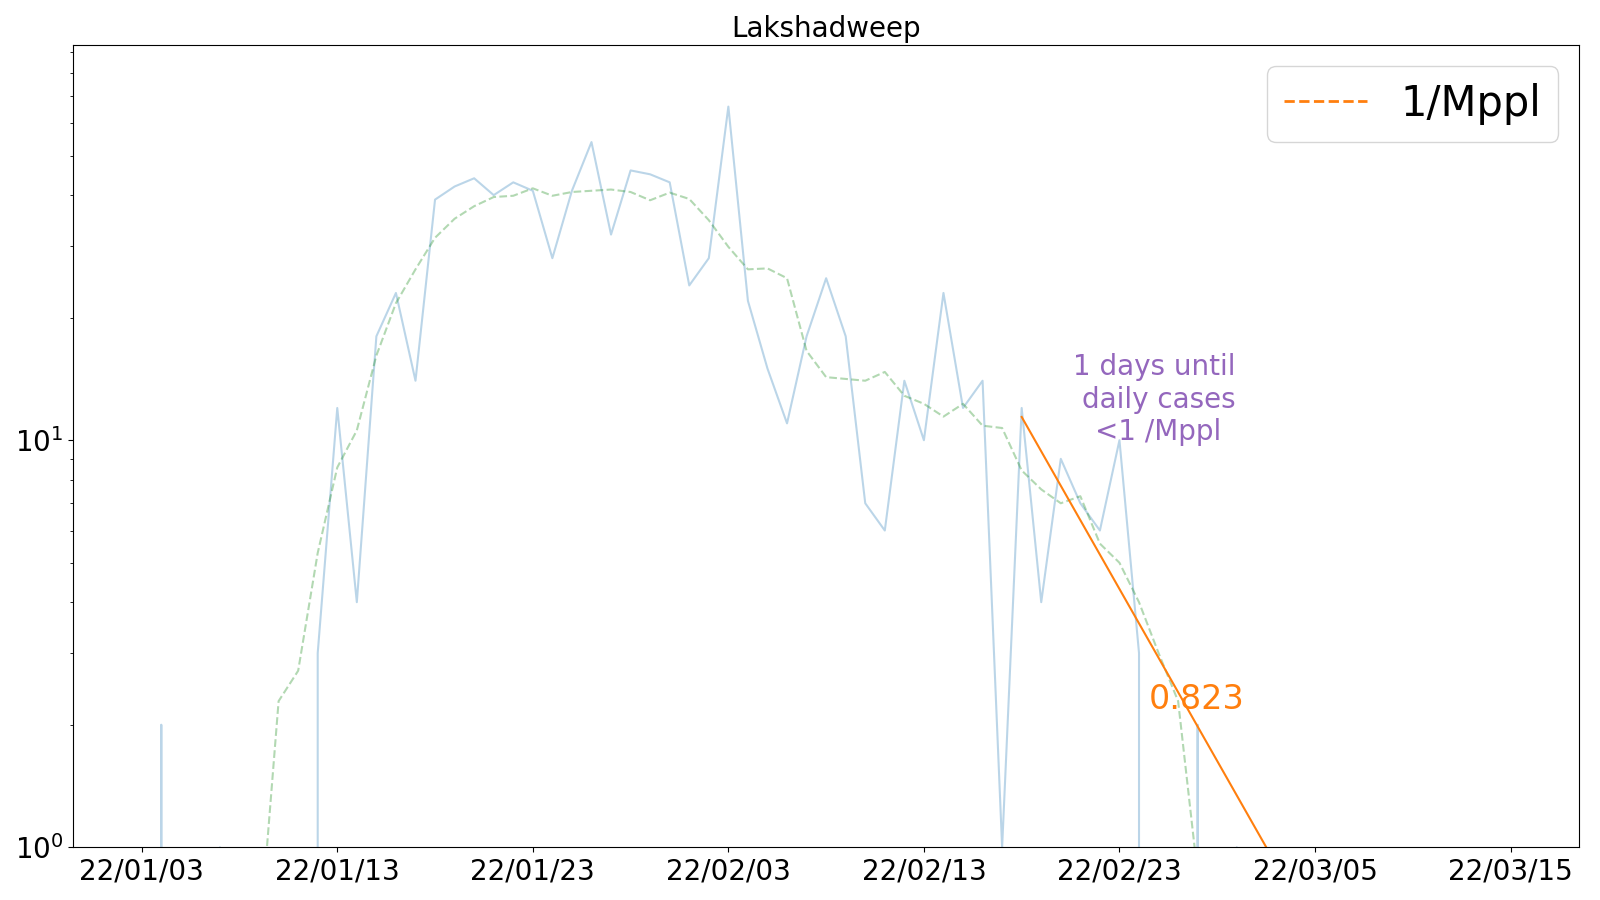 Lakshadweep
1/Mppl
1 days until
daily cases
<1 /Mppl
10¹
0.823
10⁰
22/01/03 22/01/13 22/01/23 22/02/03 22/02/13 22/02/23 22/03/05 22/03/15